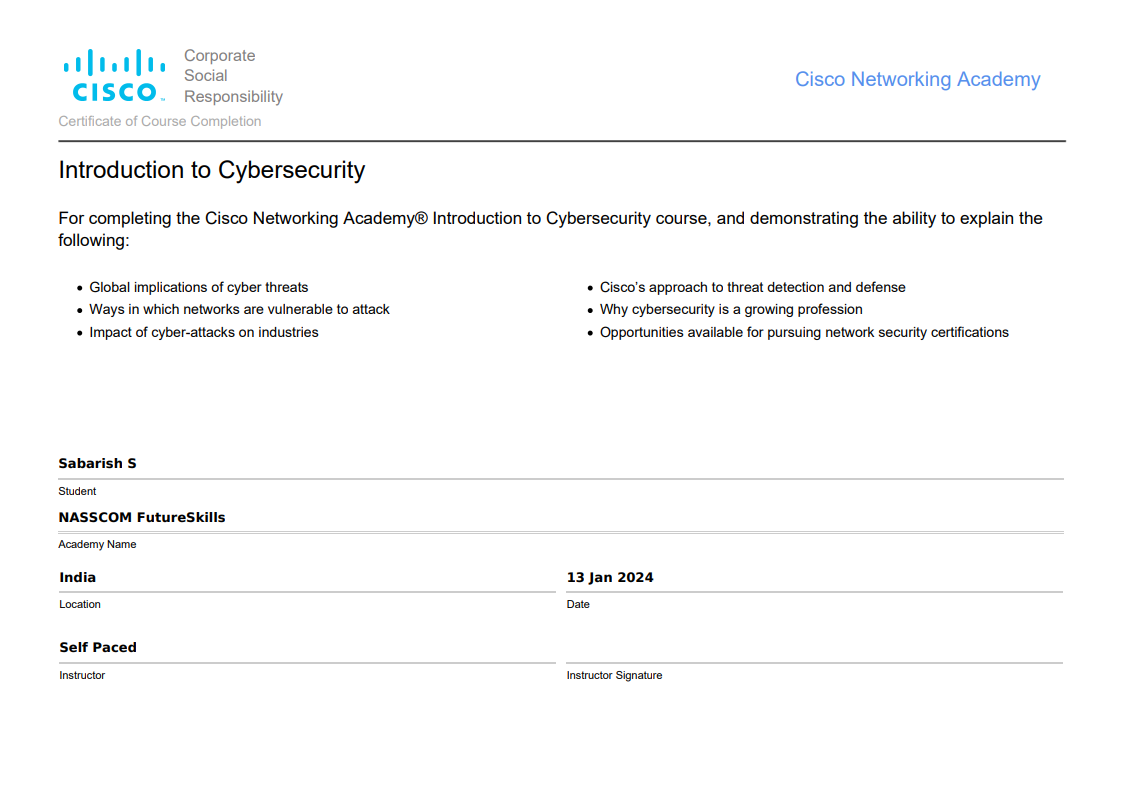 CISCO
Corporate
Social
Responsibility
Cisco Networking Academy
Certificate of Course Completion
Introduction to Cybersecurity
For completing the Cisco Networking Academy® Introduction to Cybersecurity course, and demonstrating the ability to explain the
following:
• Global implications of cyber threats
• Ways in which networks are vulnerable to attack
• Impact of cyber-attacks on industries
• Cisco’s approach to threat detection and defense
• Why cybersecurity is a growing profession
• Opportunities available for pursuing network security certifications
Sabarish S
Student
NASSCOM FutureSkills
Academy Name
India
Location
13 Jan 2024
Date
Self Paced
Instructor
Instructor Signature